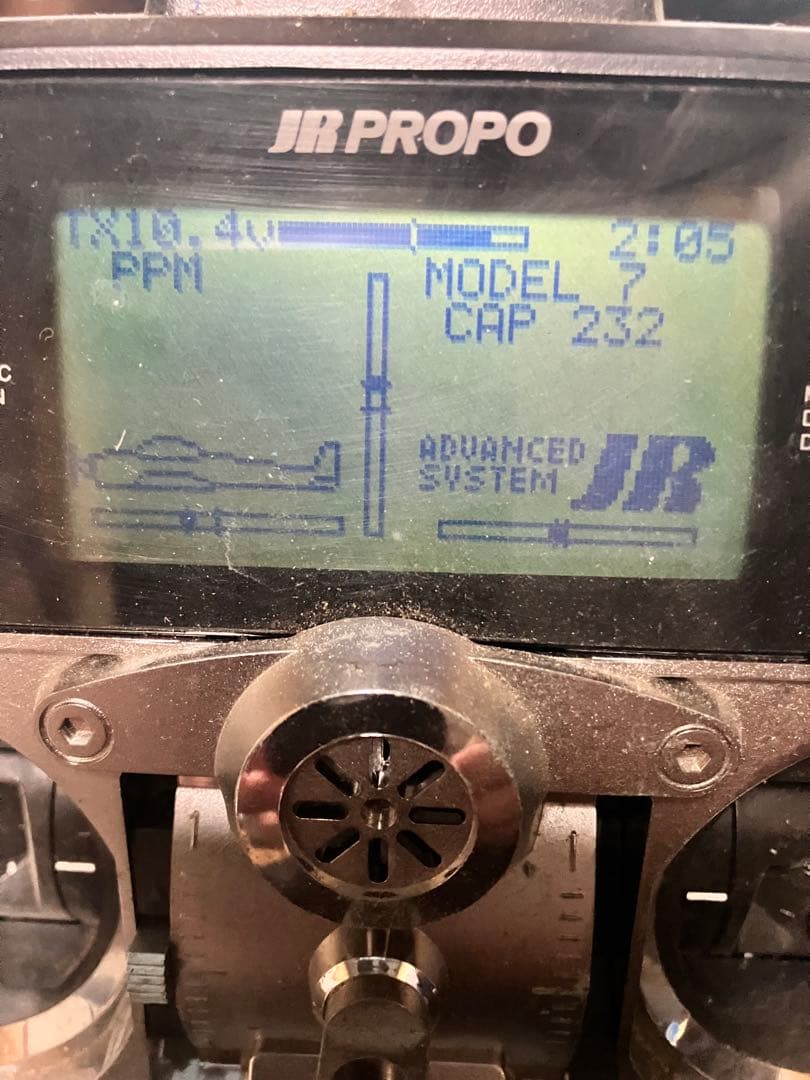 JR PROPO
TX10.4v 2:05
PPM MODEL 7
CAP 232
ADVANCED
SYSTEM JR